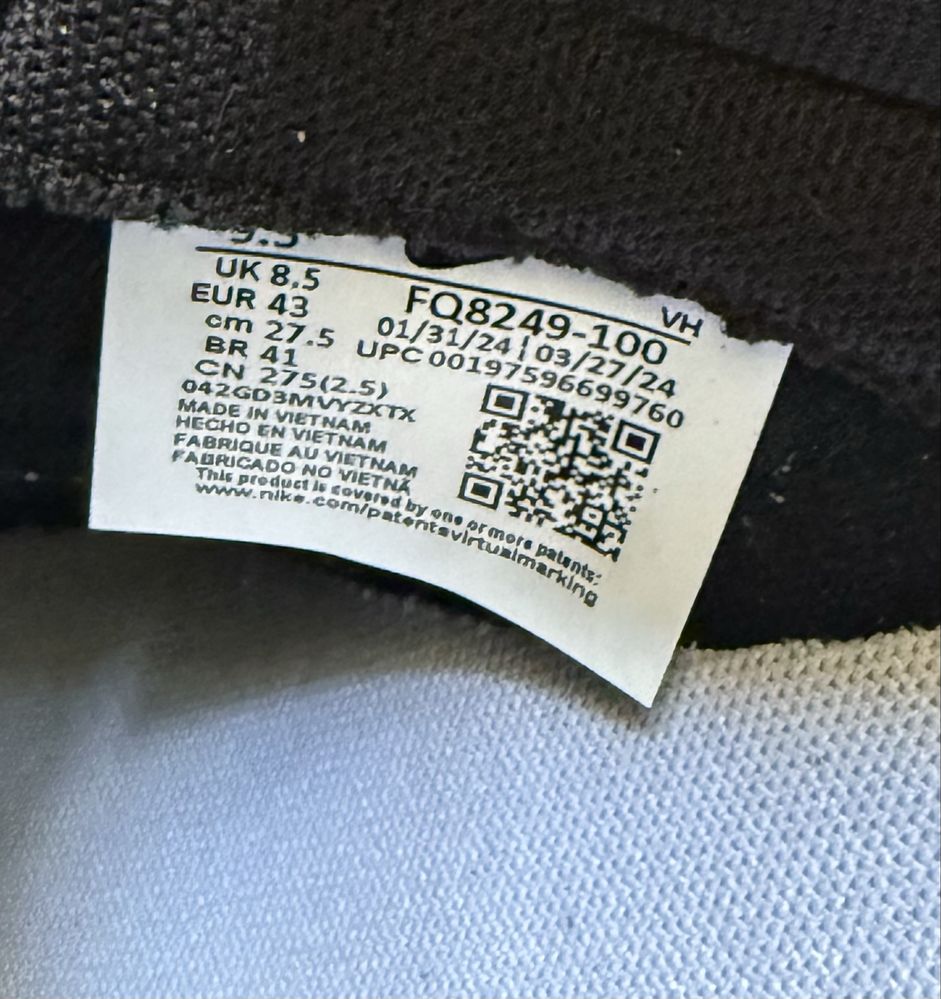 9.5
UK 8.5
EUR 43
cm 27.5
BR 41
CN 275(2.5)
042GD3MVYZXTX
MADE IN VIETNAM
HECHO EN VIETNAM
FABRIQUE AU VIETNAM
FABRICADO NO VIETNÃ
VH
FQ8249-100
01/31/24 | 03/27/24
UPC 00197596699760
This product is covered by one or more patents:
www.nike.com/patentsvirtualmarking